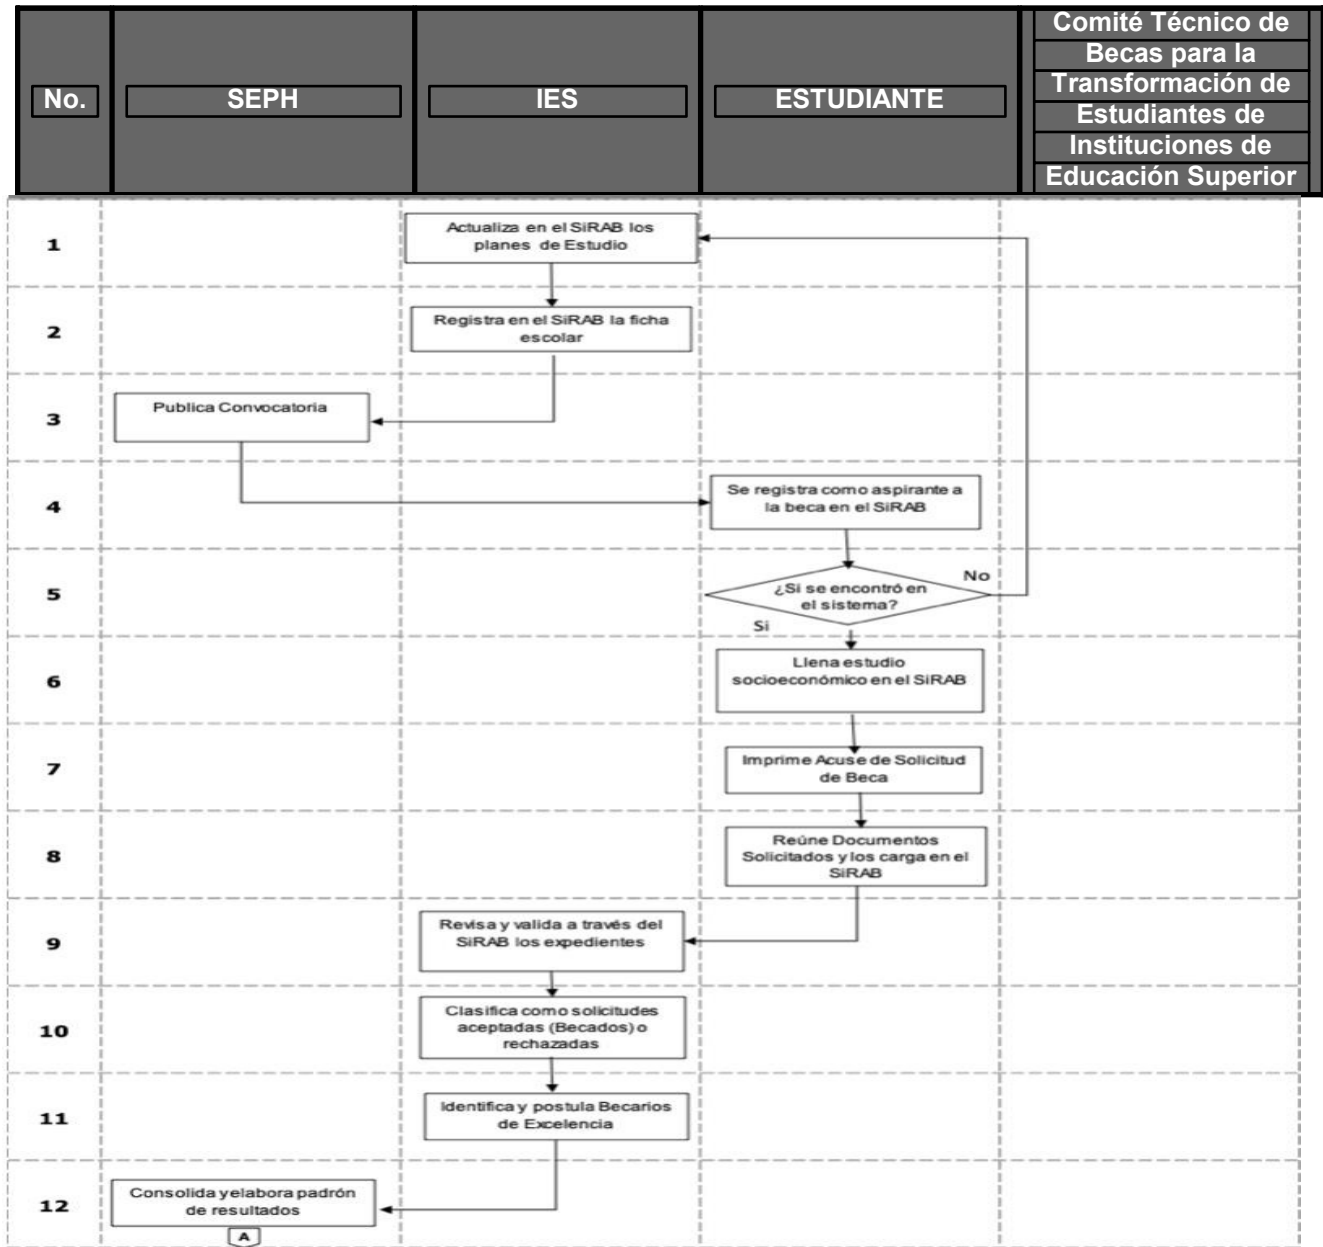 No.
SEPH
IES
ESTUDIANTE
Comité Técnico de
Becas para la
Transformación de
Estudiantes de
Instituciones de
Educación Superior
1
Actualiza en el SiRAB los
planes de Estudio
2
Registra en el SiRAB la ficha
escolar
3
Publica Convocatoria
4
Se registra como aspirante a
la beca en el SiRAB
5
¿Si se encontró en
el sistema?
No
Si
6
Llena estudio
socioeconómico en el SiRAB
7
Imprime Acuse de Solicitud
de Beca
8
Reúne Documentos
Solicitados y los carga en el
SiRAB
9
Revisa y valida a través del
SiRAB los expedientes
10
Clasifica como solicitudes
aceptadas (Becados) o
rechazadas
11
Identifica y postula Becarios
de Excelencia
12
Consolida yelabora padrón
de resultados
A